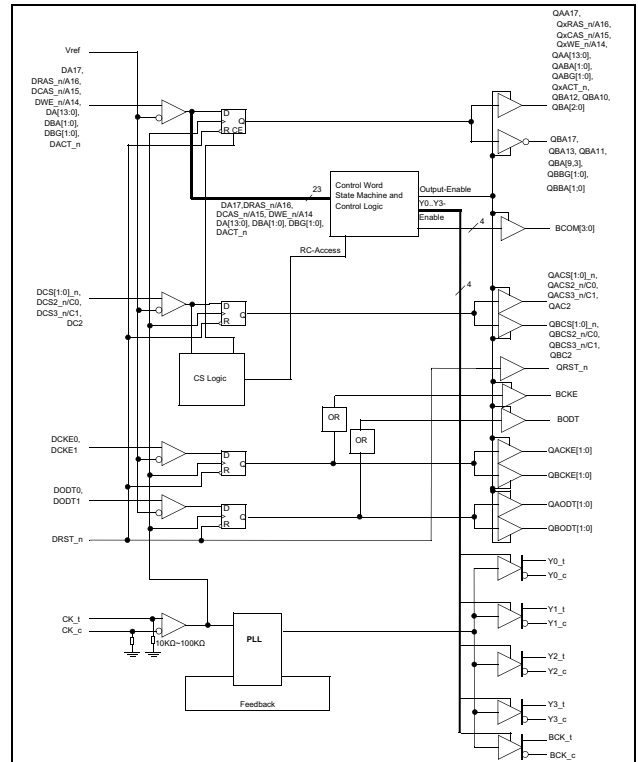 Vref
DA17,
DRAS_n/A16,
DCAS_n/A15,
DWE_n/A14,
DA[13:0],
DBA[1:0],
DBG[1:0],
DACT_n
D
Q
R CE
QAA17,
QxRAS_n/A16,
QxCAS_n/A15,
QxWE_n/A14,
QAA[13:0],
QABA[1:0],
QABG[1:0],
QxACT_n,
QBA12, QBA10,
QBA[2:0]
QBA17,
QBA13, QBA11,
QBA[9,3],
QBBG[1:0],
QBBA[1;0]
23
DA17,DRAS_n/A16,
DCAS_n/A15, DWE_n/A14
DA[13:0], DBA[1:0], DBG[1:0],
DACT_n
Control Word
State Machine and
Control Logic
Output-Enable
Y0..Y3-
Enable
4
BCOM[3:0]
RC-Access
4
DCS[1:0]_n,
DCS2_n/C0,
DCS3_n/C1,
DC2
D
Q
R
CS Logic
QACS[1:0]_n,
QACS2_n/C0,
QACS3_n/C1,
QAC2
QBCS[1:0]_n,
QBCS2_n/C0,
QBCS3_n/C1,
QBC2
QRST_n
BCKE
OR
BODT
OR
DCKE0,
DCKE1
D
Q
R
QACKE[1:0]
QBCKE[1:0]
DODT0,
DODT1
D
Q
R
QAODT[1:0]
QBODT[1:0]
DRST_n
Y0_t
Y0_c
CK_t
CK_c
10KΩ~100KΩ
PLL
Feedback
Y1_t
Y1_c
Y2_t
Y2_c
Y3_t
Y3_c
BCK_t
BCK_c